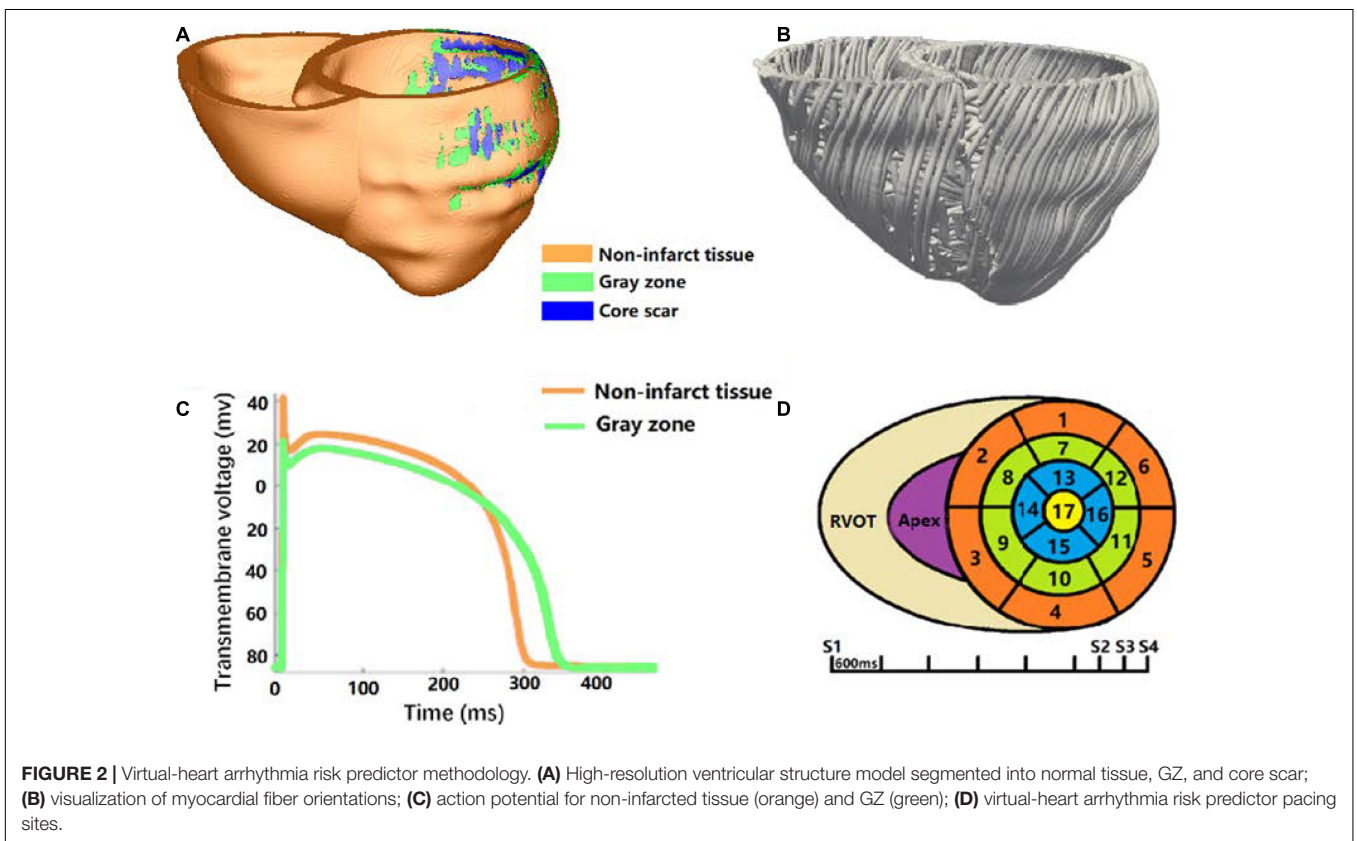 A
B
Non-infarct tissue
Gray zone
Core scar
C
Non-infarct tissue
Gray zone
Transmembrane voltage (mv)
40
20
0
20
40
60
80
0
100
200
300
400
Time (ms)
D
1
2
7
6
8
13
12
RVOT
Apex
14
17
16
3
9
15
11
5
10
4
S1
S2 S3 S4
600ms
FIGURE 2 | Virtual-heart arrhythmia risk predictor methodology. (A) High-resolution ventricular structure model segmented into normal tissue, GZ, and core scar;
(B) visualization of myocardial fiber orientations; (C) action potential for non-infarcted tissue (orange) and GZ (green); (D) virtual-heart arrhythmia risk predictor pacing
sites.